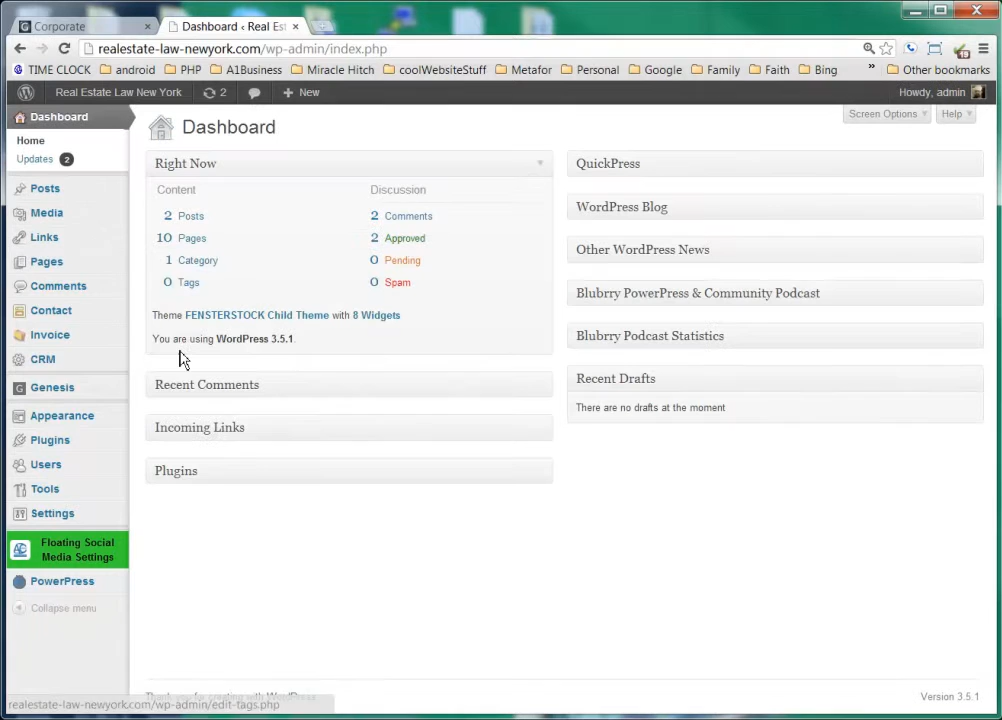 Corporate
Dashboard ‹ Real Est
realestate-law-newyork.com/wp-admin/index.php
TIME CLOCK android PHP A1Business Miracle Hitch coolWebsiteStuff Metafor Personal Google Family Faith Bing » Other bookmarks
Real Estate Law New York 2 + New Howdy, admin
Dashboard
Home
Updates 2
Posts
Media
Links
Pages
Comments
Contact
Invoice
CRM
Genesis
Appearance
Plugins
Users
Tools
Settings
Floating Social
Media Settings
PowerPress
Collapse menu
Screen Options Help
Dashboard
Right Now
Content Discussion
2 Posts 2 Comments
10 Pages 2 Approved
1 Category 0 Pending
0 Tags 0 Spam
Theme FENSTERSTOCK Child Theme with 8 Widgets
You are using WordPress 3.5.1.
Recent Comments
Incoming Links
Plugins
QuickPress
WordPress Blog
Other WordPress News
Blubrry PowerPress & Community Podcast
Blubrry Podcast Statistics
Recent Drafts
There are no drafts at the moment
Thank you for creating with WordPress
Version 3.5.1
realestate-law-newyork.com/wp-admin/edit-tags.php